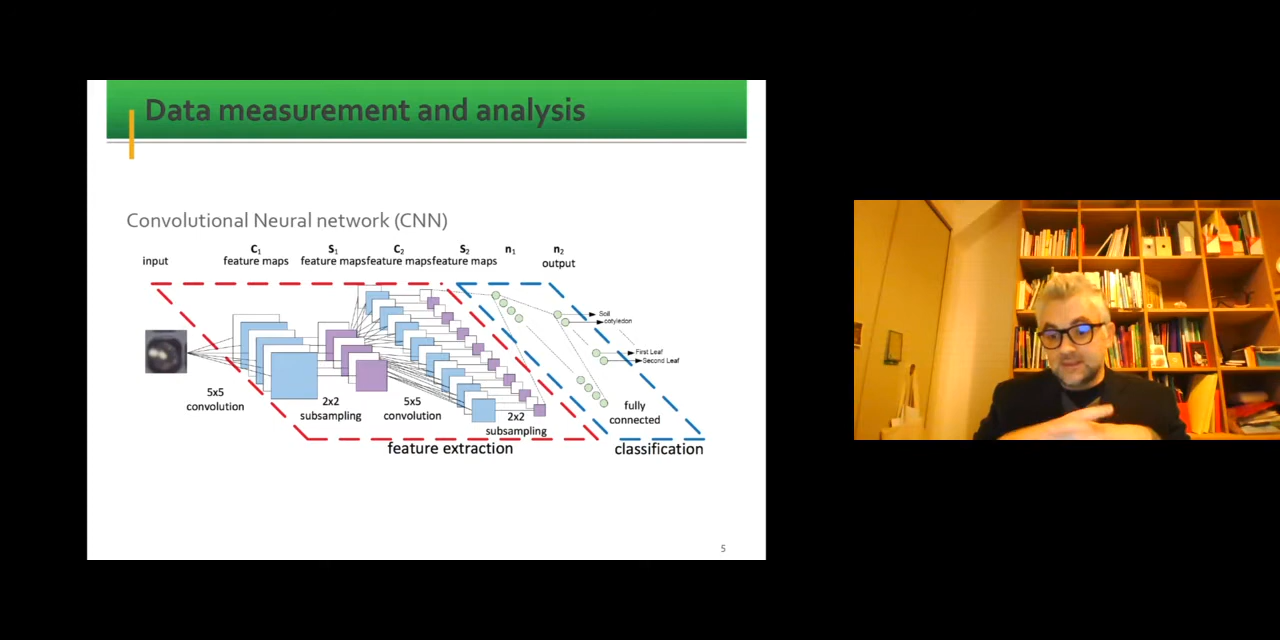 Data measurement and analysis
Convolutional Neural network (CNN)
input
C1 feature maps
S1 feature maps
C2 feature maps
S2 feature maps
n1
n2 output
Soil
cotyledon
First Leaf
Second Leaf
5x5 convolution
2x2 subsampling
5x5 convolution
2x2 subsampling
fully connected
feature extraction
classification
5